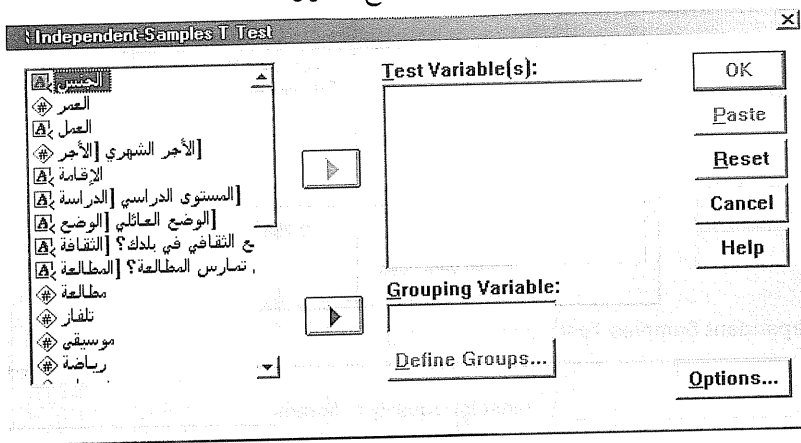 Independent-Samples T Test
الجنس
العمر
العمل
الأجر الشهري [الأجر]
الإقامة
المستوى الدراسي [الدراسة]
الوضع العائلي [الوضع]
ع الثقافي في بلدك؟ [الثقافة]
تمارس المطالعة؟ [المطالعة]
مطالعة
تلفاز
موسيقى
رياضة
Test Variable(s):
Grouping Variable:
Define Groups...
OK
Paste
Reset
Cancel
Help
Options...